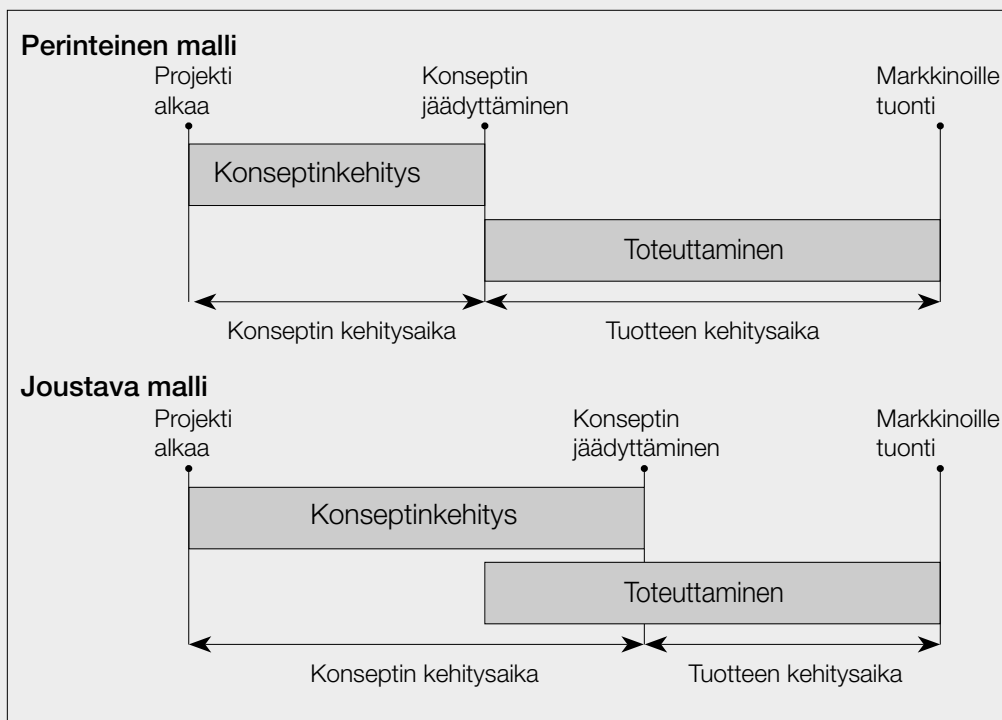 Perinteinen malli
Projekti
alkaa
Konseptin
jäädyttäminen
Markkinoille
tuonti
Konseptinkehitys
Toteuttaminen
Konseptin kehitysaika
Tuotteen kehitysaika
Joustava malli
Projekti
alkaa
Konseptin
jäädyttäminen
Markkinoille
tuonti
Konseptinkehitys
Toteuttaminen
Konseptin kehitysaika
Tuotteen kehitysaika